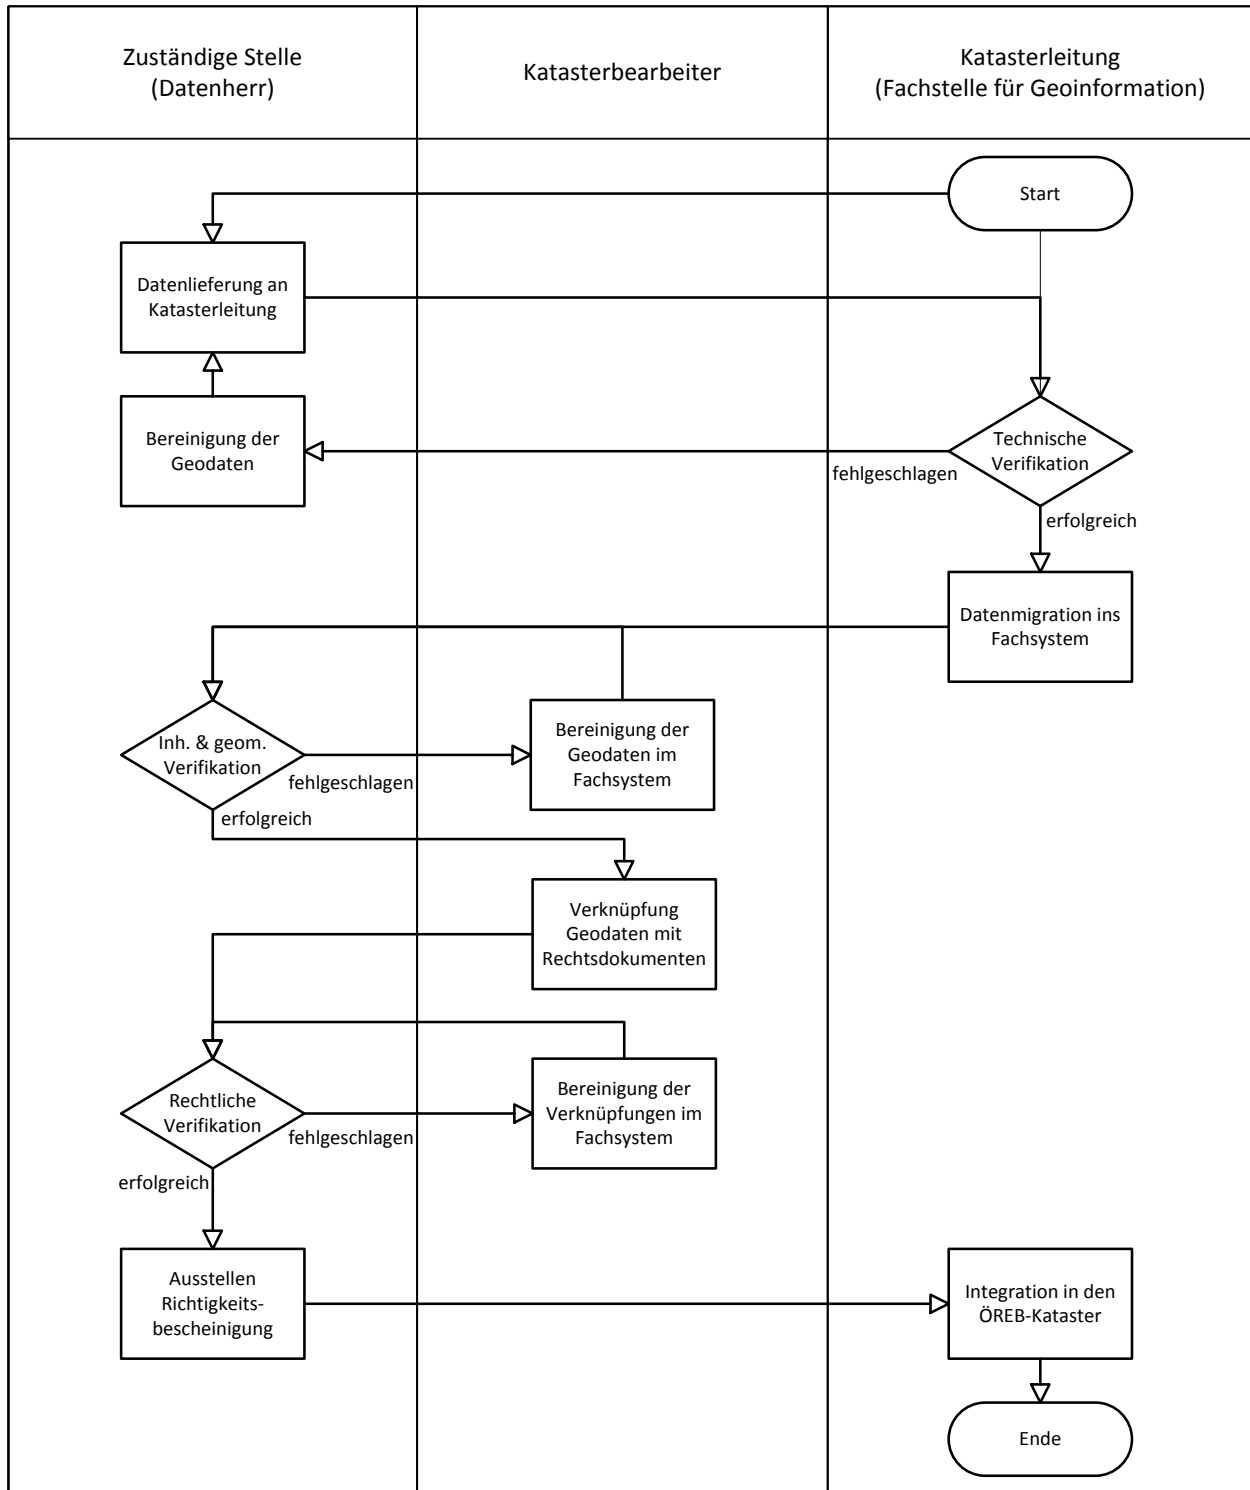 Zuständige Stelle
(Datenherr)
Katasterbearbeiter
Katasterleitung
(Fachstelle für Geoinformation)
Start
Datenlieferung an
Katasterleitung
Bereinigung der
Geodaten
Technische
Verifikation
fehlgeschlagen
erfolgreich
Datenmigration ins
Fachsystem
Inh. & geom.
Verifikation
fehlgeschlagen
Bereinigung der
Geodaten im
Fachsystem
erfolgreich
Verknüpfung
Geodaten mit
Rechtsdokumenten
Rechtliche
Verifikation
fehlgeschlagen
Bereinigung der
Verknüpfungen im
Fachsystem
erfolgreich
Ausstellen
Richtigkeits-
bescheinigung
Integration in den
ÖREB-Kataster
Ende